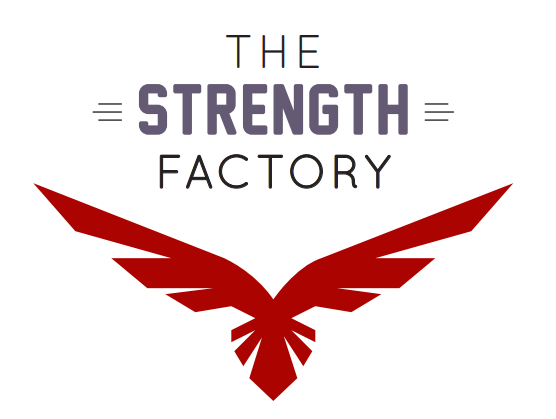 THE
STRENGTH
FACTORY